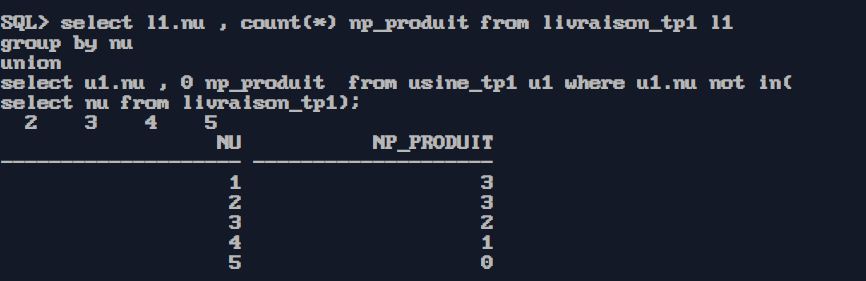 SQL> select l1.nu , count(*) np_produit from livraison_tp1 l1
group by nu
union
select u1.nu , 0 np_produit  from usine_tp1 u1 where u1.nu not in(
select nu from livraison_tp1);
  2    3    4    5
                  NU           NP_PRODUIT
-------------------- --------------------
                   1                    3
                   2                    3
                   3                    2
                   4                    1
                   5                    0